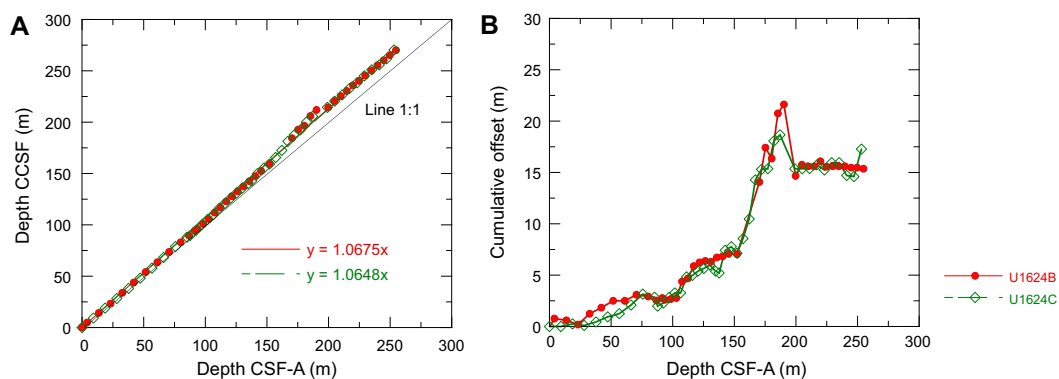 A
300
250
200
150
100
50
0
Depth CCSF (m)
Line 1:1
y = 1.0675x
y = 1.0648x
0 50 100 150 200 250 300
Depth CSF-A (m)
B
30
25
20
15
10
5
0
Cumulative offset (m)
0 50 100 150 200 250 300
Depth CSF-A (m)
U1624B
U1624C